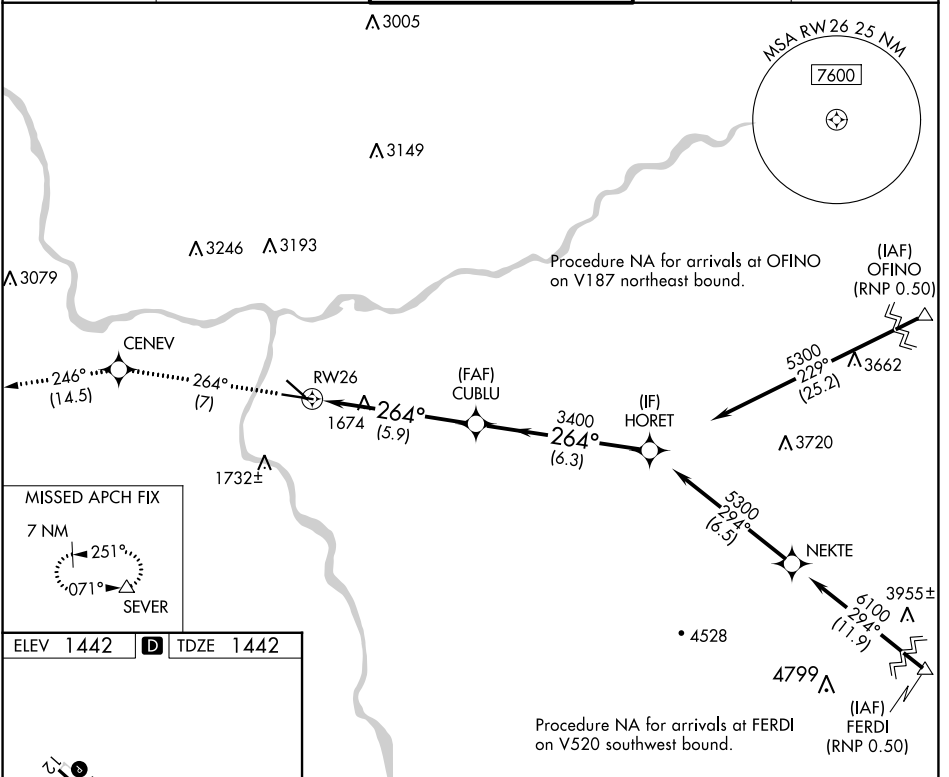 3005
MSA RW26 25 NM
7600
3149
3246
3193
3079
Procedure NA for arrivals at OFINO
on V187 northeast bound.
(IAF)
OFINO
(RNP 0.50)
5300
229°
(25.2)
3662
CENEV
246°
(14.5)
264°
(7)
RW26
1674
264°
(5.9)
(FAF)
CUBLU
3400
264°
(6.3)
(IF)
HORET
3720
1732±
5300
294°
(6.5)
NEKTE
6100
294°
(11.9)
3955±
MISSED APCH FIX
7 NM
251°
071°
SEVER
4528
4799
(IAF)
FERDI
(RNP 0.50)
Procedure NA for arrivals at FERDI
on V520 southwest bound.
ELEV 1442 D TDZE 1442
12
P